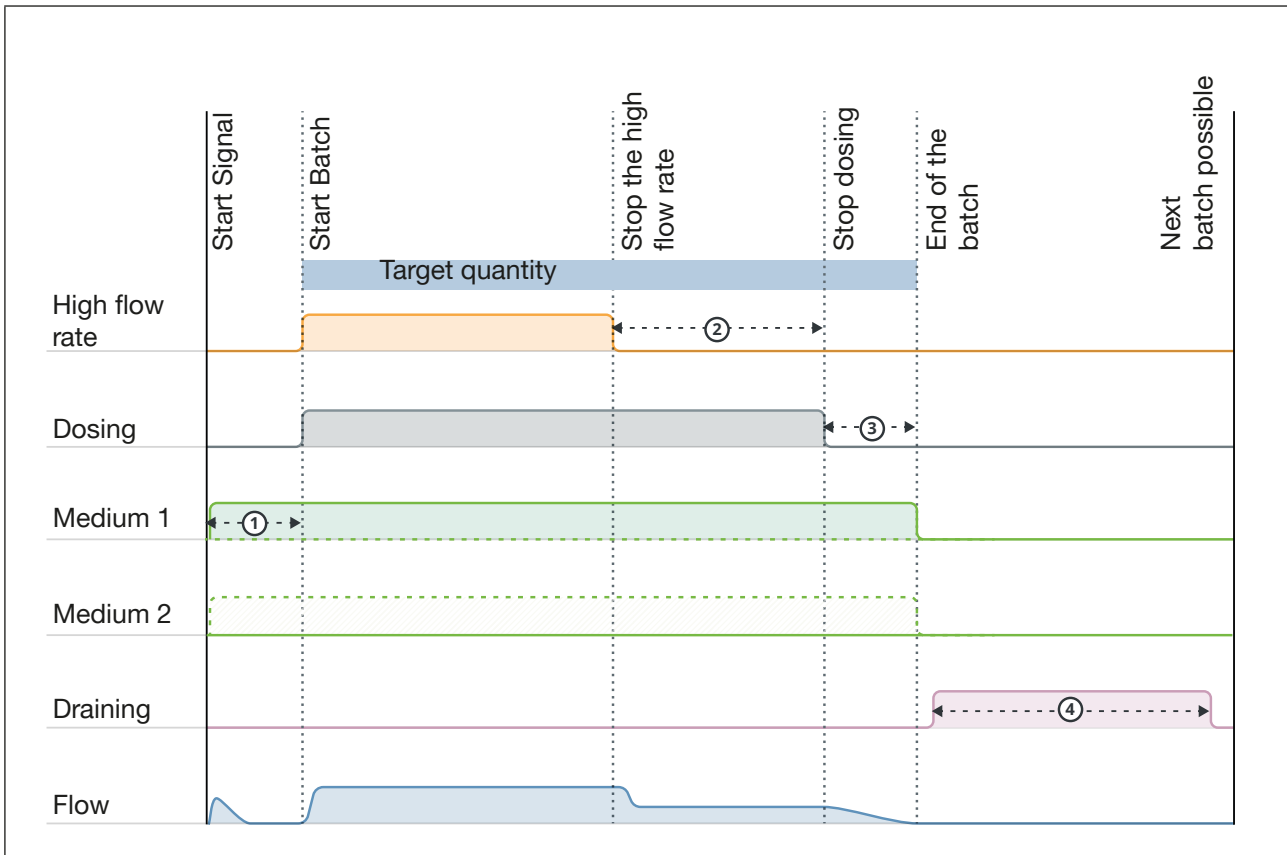 Start Signal
Start Batch
Stop the high
flow rate
Stop dosing
End of the
batch
Next
batch possible
Target quantity
High flow
rate
2
Dosing
3
Medium 1
1
Medium 2
Draining
4
Flow